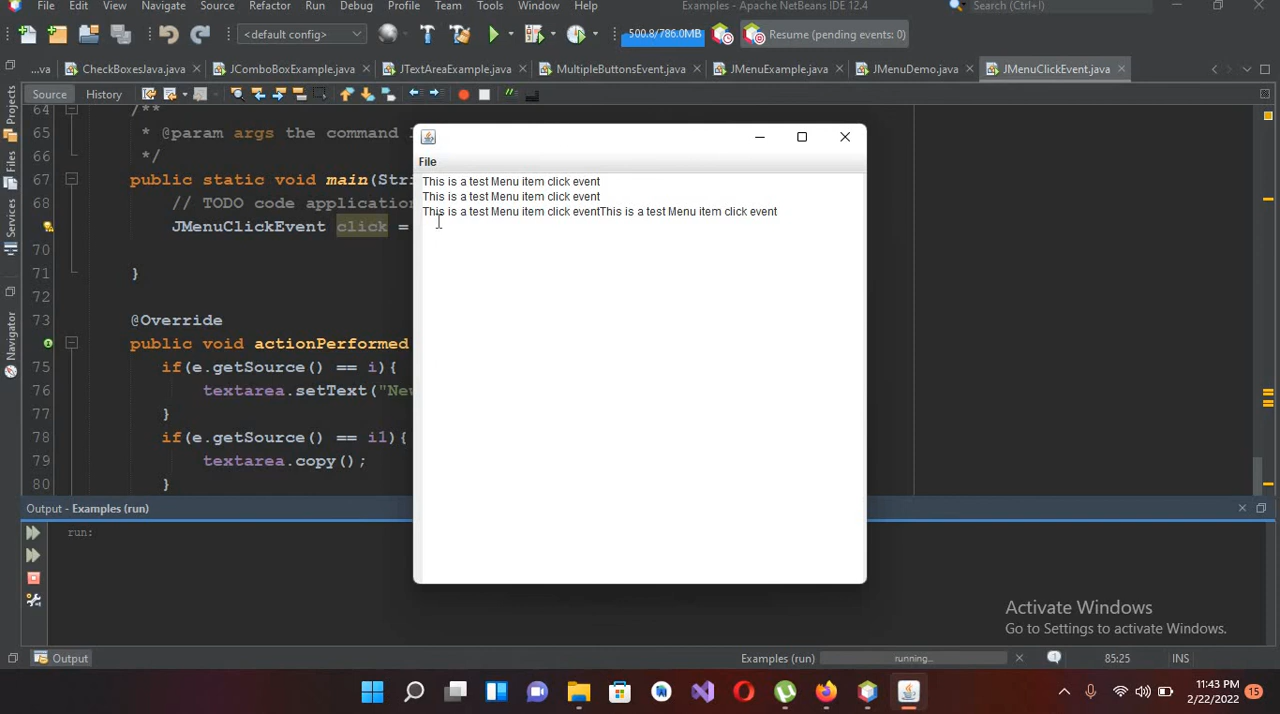 File Edit View Navigate Source Refactor Run Debug Profile Team Tools Window Help Examples - Apache NetBeans IDE 12.4 Search (Ctrl+I)
<default config> 500.8/786.0MB Resume (pending events: 0)
...va CheckBoxesJava.java JComboBoxExample.java JTextAreaExample.java MultipleButtonsEvent.java JMenuExample.java JMenuDemo.java JMenuClickEvent.java
Source History
Projects
Files
Services
Navigator
64 /**
65 * @param args the command
66 */
67 public static void main(Stri
68 // TODO code application
JMenuClickEvent click =
70
71 }
72
73 @Override
public void actionPerformed
75 if(e.getSource() == i){
76 textarea.setText("New
77 }
78 if(e.getSource() == i1){
79 textarea.copy();
80 }
File
This is a test Menu item click event
This is a test Menu item click event
This is a test Menu item click eventThis is a test Menu item click event
Output - Examples (run)
run:
Activate Windows
Go to Settings to activate Windows.
Output Examples (run) running... 85:25 INS
11:43 PM
2/22/2022 15